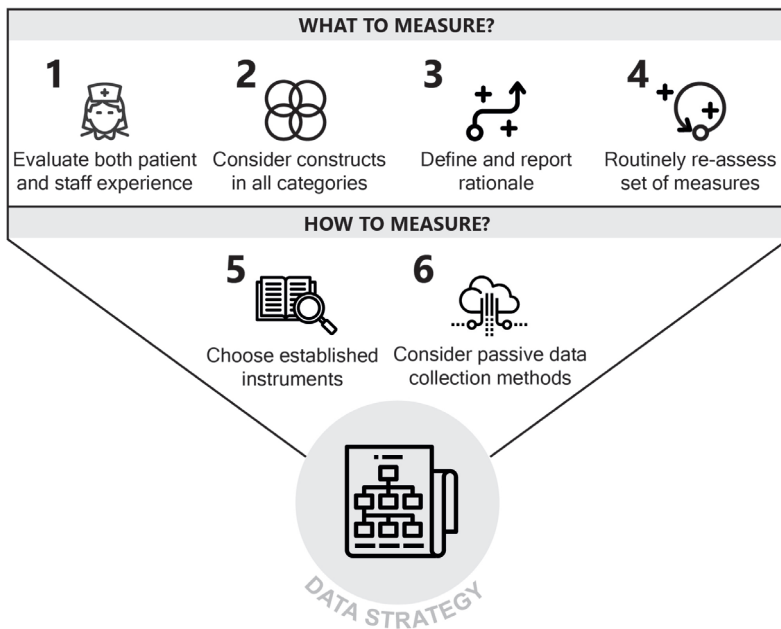 WHAT TO MEASURE?
1
Evaluate both patient
and staff experience
2
Consider constructs
in all categories
3
Define and report
rationale
4
Routinely re-assess
set of measures
HOW TO MEASURE?
5
Choose established
instruments
6
Consider passive data
collection methods
DATA STRATEGY